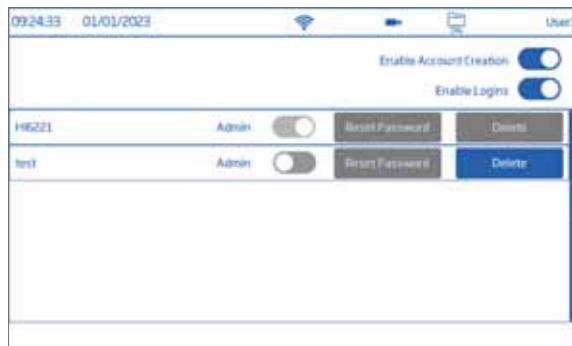 09:24:33 01/01/2023 User:
Enable Account Creation
Enable Logins
HI6221 Admin Reset Password Delete
test Admin Reset Password Delete